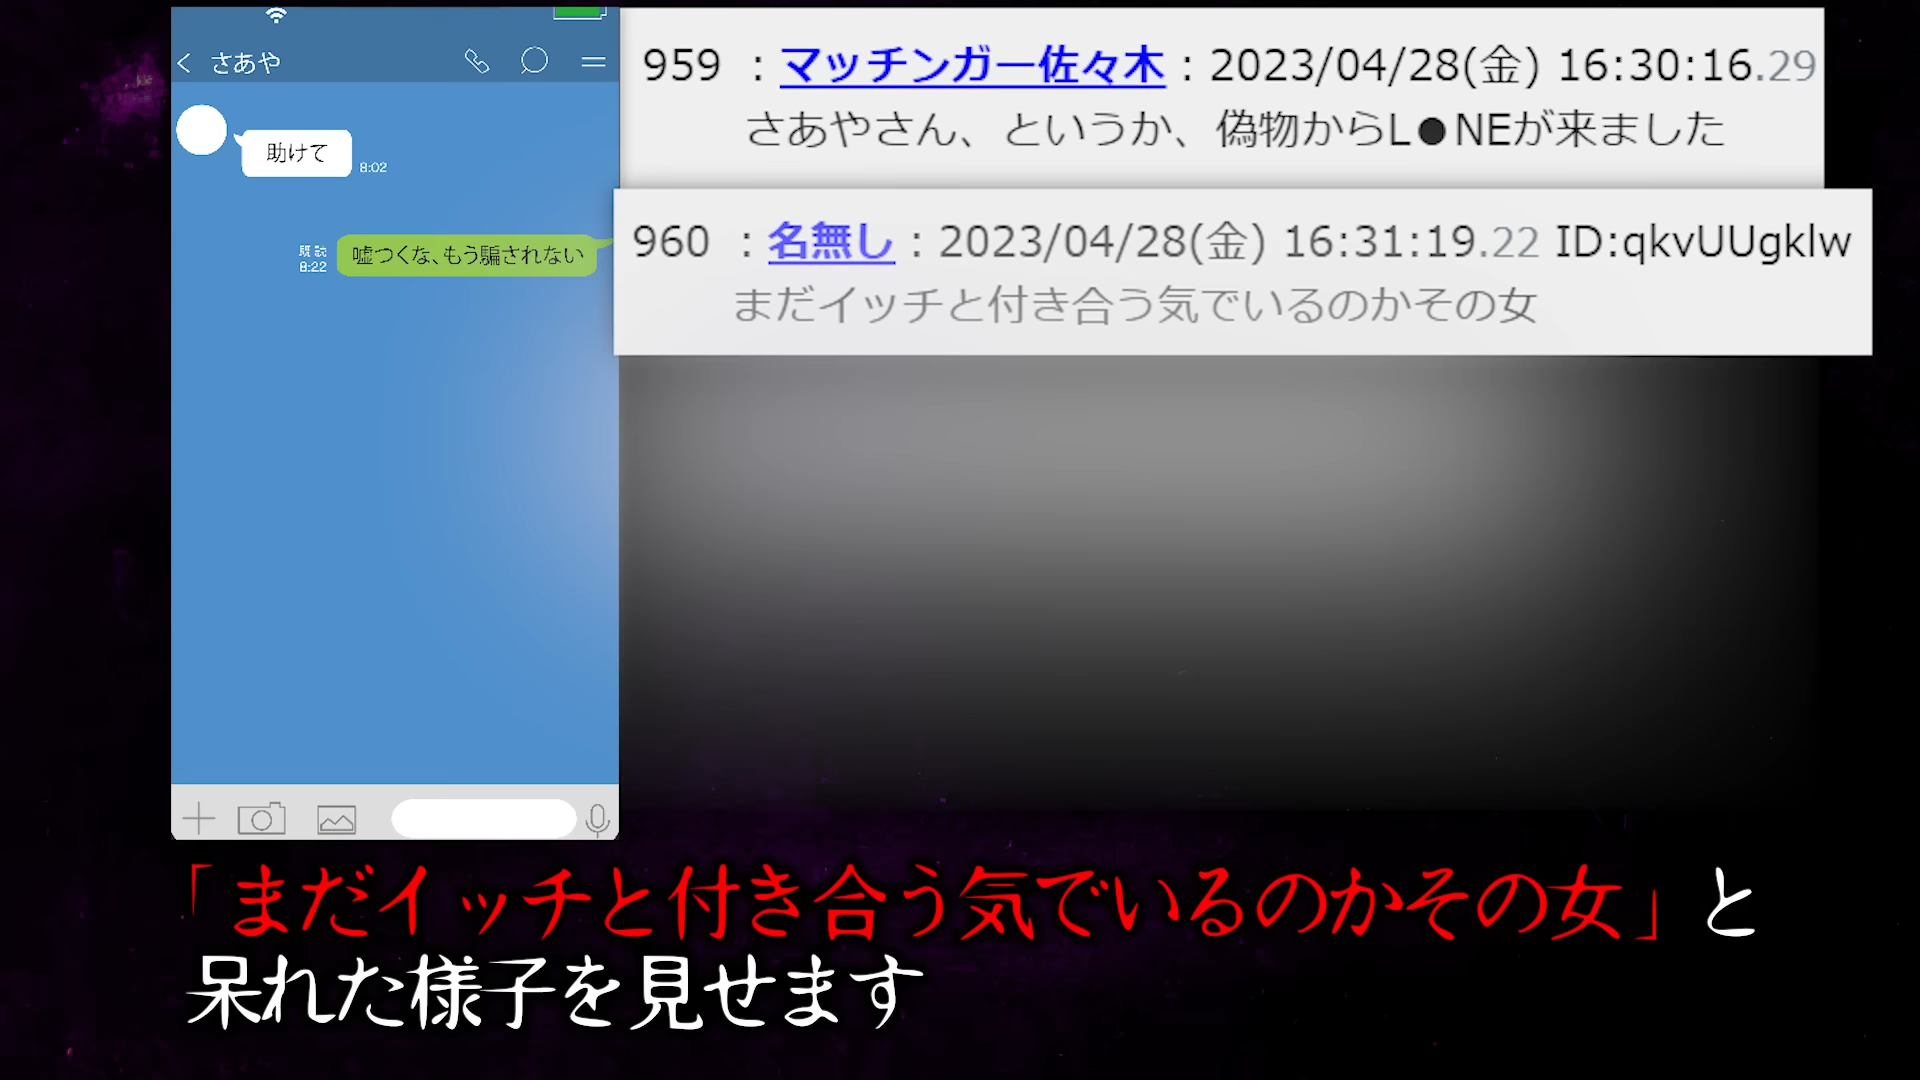 さあや
助けて
8:02
既読
8:22
嘘つくな、もう騙されない
959 : マッチンガー佐々木 : 2023/04/28(金) 16:30:16.29
さあやさん、というか、偽物からL●NEが来ました
960 : 名無し : 2023/04/28(金) 16:31:19.22 ID:qkvUUgklw
まだイッチと付き合う気でいるのかその女
「まだイッチと付き合う気でいるのかその女」と
呆れた様子を見せます